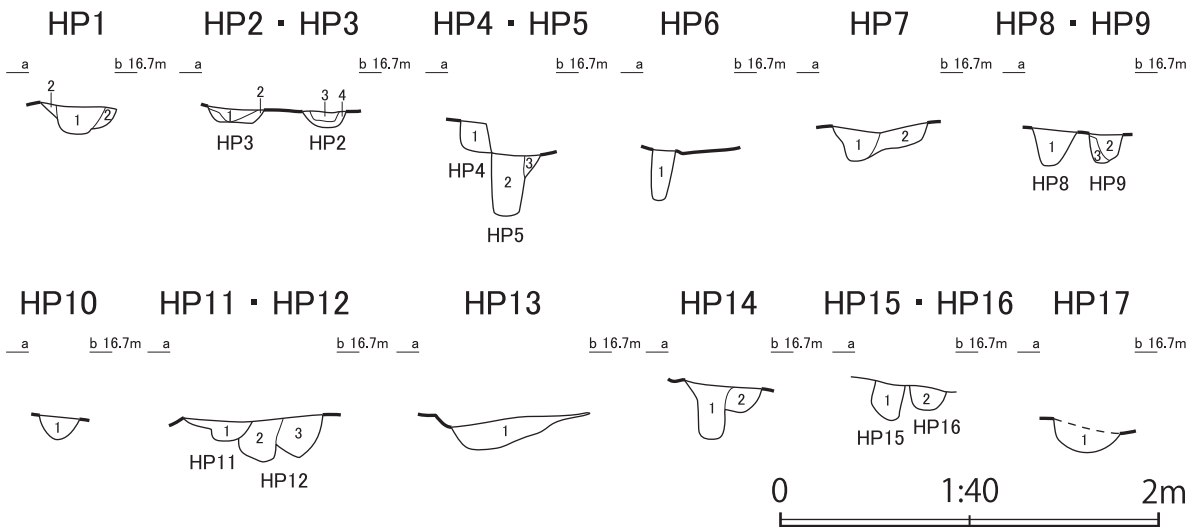 HP1
HP2・HP3
HP4・HP5
HP6
HP7
HP8・HP9
a b 16.7m
a b 16.7m
a b 16.7m
a b 16.7m
a b 16.7m
a b 16.7m
2 1 2
1 2 3 4
HP3 HP2
1 2 3
HP4
HP5
1
1 2
1 2 3
HP8 HP9
HP10
HP11・HP12
HP13
HP14
HP15・HP16
HP17
a b 16.7m
a b 16.7m
a b 16.7m
a b 16.7m
a b 16.7m
a b 16.7m
1
1 2 3
HP11
HP12
1
1 2
1 2
HP15 HP16
1
0 1:40 2m